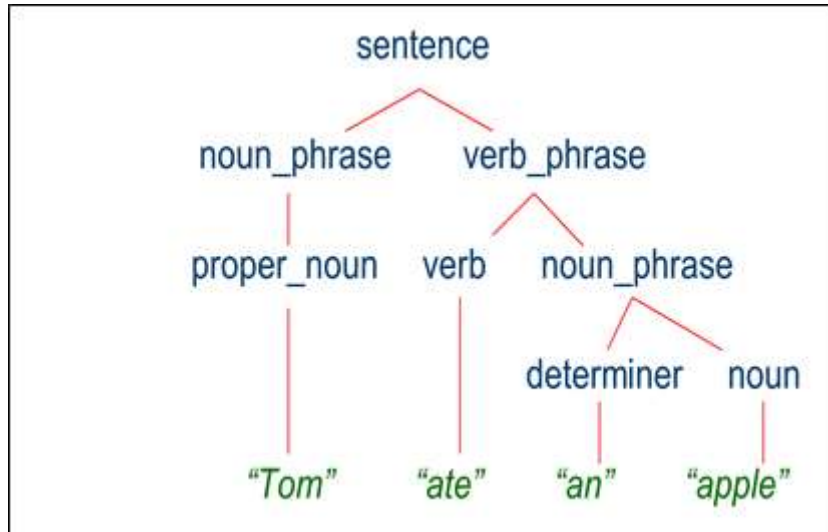 sentence
noun_phrase verb_phrase
proper_noun verb noun_phrase
determiner noun
“Tom” “ate” “an” “apple”